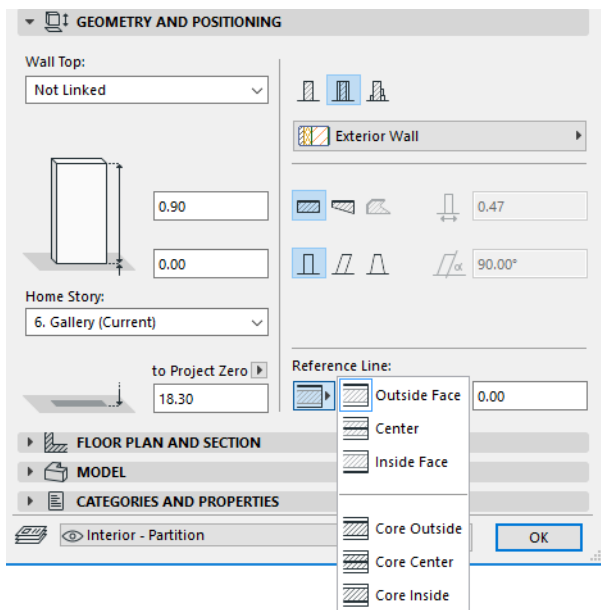 GEOMETRY AND POSITIONING
Wall Top:
Not Linked
Exterior Wall
0.90
0.47
0.00
α
90.00°
Home Story:
6. Gallery (Current)
to Project Zero
Reference Line:
18.30
Outside Face
0.00
Center
Inside Face
FLOOR PLAN AND SECTION
MODEL
CATEGORIES AND PROPERTIES
Core Outside
Interior - Partition
OK
Core Center
Core Inside